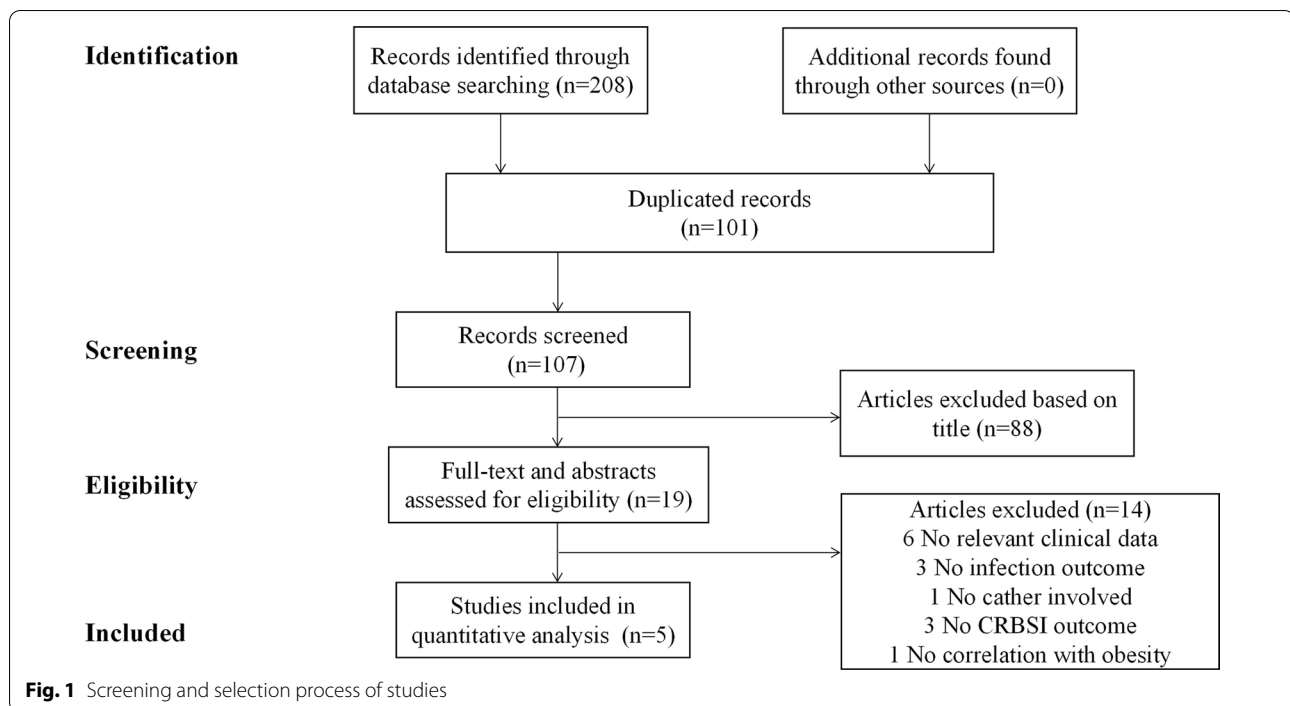 Identification
Records identified through
database searching (n=208)
Additional records found
through other sources (n=0)
Duplicated records
(n=101)
Screening
Records screened
(n=107)
Articles excluded based on
title (n=88)
Eligibility
Full-text and abstracts
assessed for eligibility (n=19)
Articles excluded (n=14)
6 No relevant clinical data
3 No infection outcome
1 No cather involved
3 No CRBSI outcome
1 No correlation with obesity
Included
Studies included in
quantitative analysis (n=5)
Fig. 1 Screening and selection process of studies